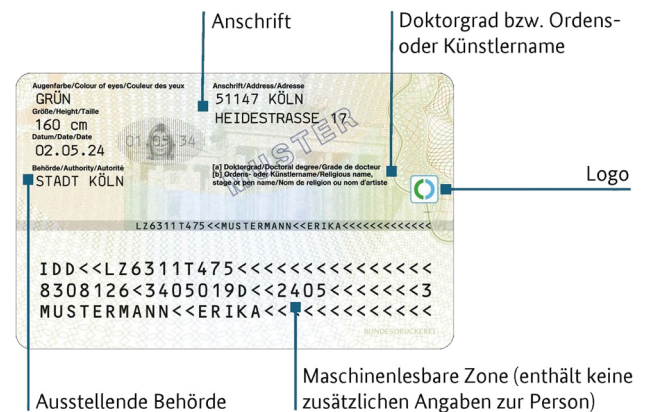 Anschrift
Doktorgrad bzw. Ordens-
oder Künstlername
Augenfarbe/Colour of eyes/Couleur des yeux
GRÜN
Größe/Height/Taille
160 cm
Datum/Date/Date
02.05.24
Behörde/Authority/Autorité
STADT KÖLN
Anschrift/Address/Adresse
51147 KÖLN
HEIDESTRASSE 17
01.05.34
MUSTER
[a] Doktorgrad/Doctoral degree/Grade de docteur
[b] Ordens- oder Künstlername/Religious name,
stage or pen name/Nom de religion ou nom d'artiste
Logo
LZ6311T475<<MUSTERMANN<<ERIKA<<<<<<<<<<<<<
IDD<<LZ6311T475<<<<<<<<<<<<<<<
8308126<3405019D<<2405<<<<<<<3
MUSTERMANN<<ERIKA<<<<<<<<<<<<<
BUNDESDRUCKEREI
Ausstellende Behörde
Maschinenlesbare Zone (enthält keine
zusätzlichen Angaben zur Person)